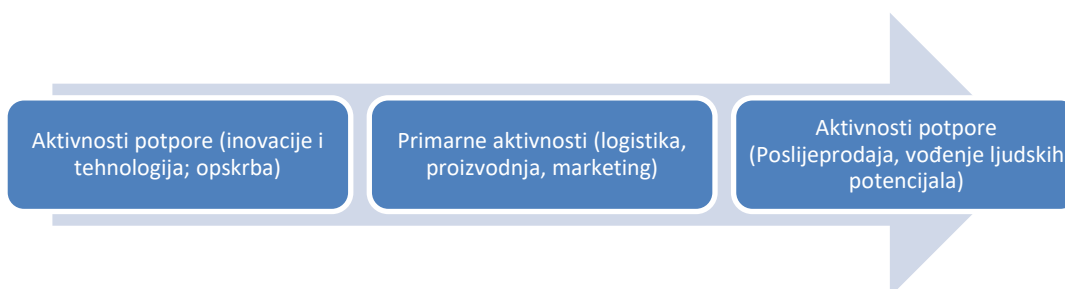 Aktivnosti potpore (inovacije i
tehnologija; opskrba)
Primarne aktivnosti (logistika,
proizvodnja, marketing)
Aktivnosti potpore
(Poslijeprodaja, vođenje ljudskih
potencijala)